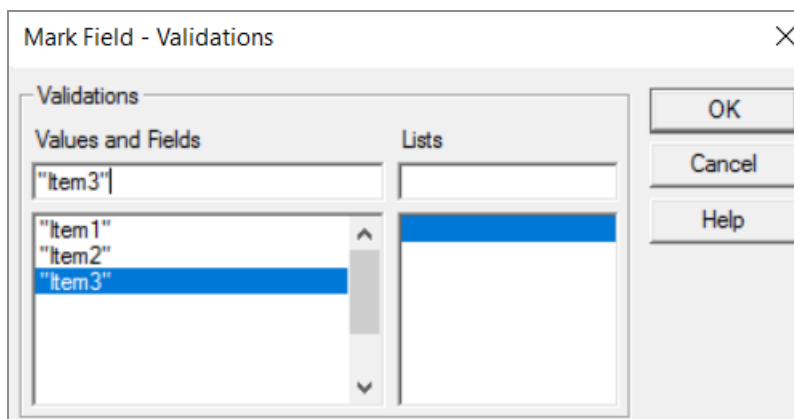 Mark Field - Validations
Validations
Values and Fields
Lists
"Item3"
"Item1"
"Item2"
"Item3"
OK
Cancel
Help